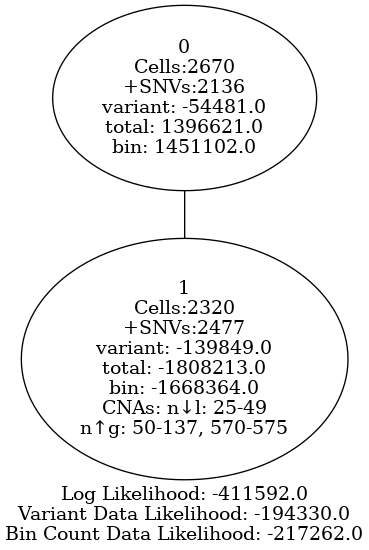 0
Cells:2670
+SNVs:2136
variant: -54481.0
total: 1396621.0
bin: 1451102.0
1
Cells:2320
+SNVs:2477
variant: -139849.0
total: -1808213.0
bin: -1668364.0
CNAs: n↓l: 25-49
n↑g: 50-137, 570-575
Log Likelihood: -411592.0
Variant Data Likelihood: -194330.0
Bin Count Data Likelihood: -217262.0